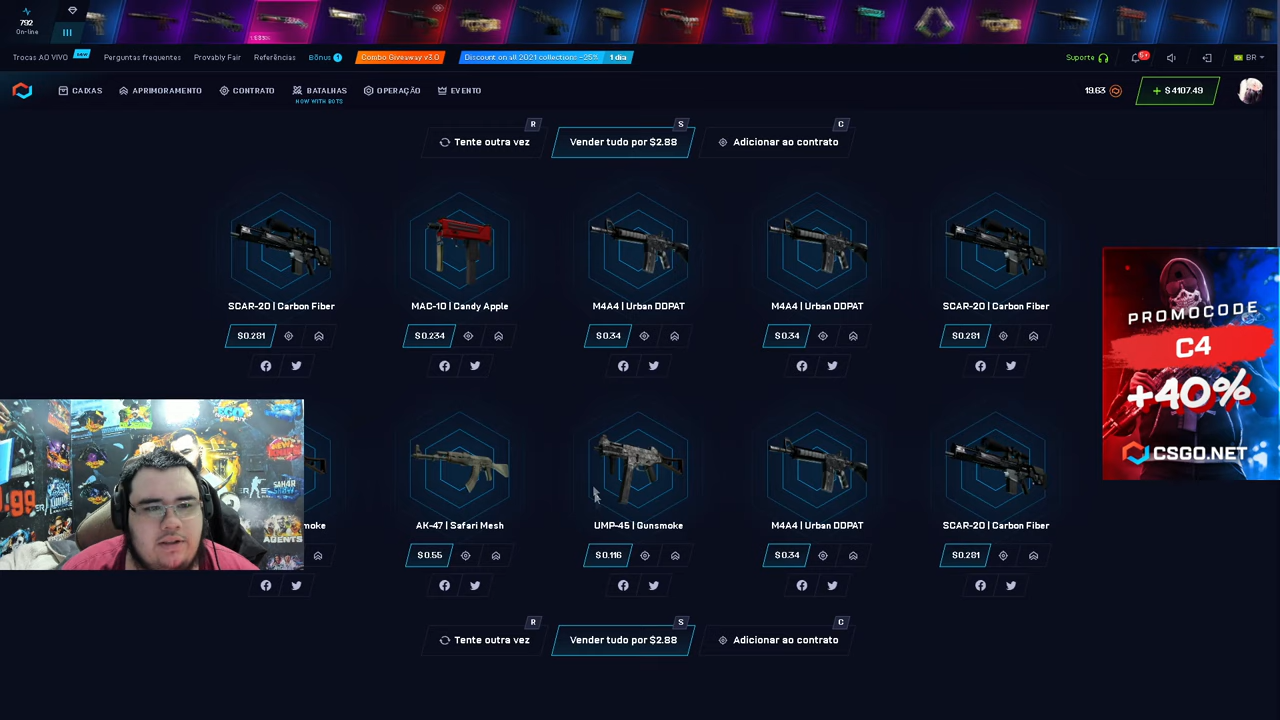 792
On-line
1.585%
Trocas AO VIVO NEW Perguntas frequentes Provably Fair Referências Bônus Combo Giveaway v3.0 Discount on all 2021 collections -25% 1 dia Suporte 5+ BR
CAIXAS APRIMORAMENTO CONTRATO BATALHAS OPERAÇÃO EVENTO 19.63 + $4107.49
NOW WITH BOTS
R S C
Tente outra vez Vender tudo por $2.88 Adicionar ao contrato
SCAR-20 | Carbon Fiber MAC-10 | Candy Apple M4A4 | Urban DDPAT M4A4 | Urban DDPAT SCAR-20 | Carbon Fiber
$0.281 $0.234 $0.34 $0.34 $0.281
PROMOCODE
C4
+40%
CSGO.NET
AGENTS
moke AK-47 | Safari Mesh UMP-45 | Gunsmoke M4A4 | Urban DDPAT SCAR-20 | Carbon Fiber
$0.55 $0.116 $0.34 $0.281
R S C
Tente outra vez Vender tudo por $2.88 Adicionar ao contrato